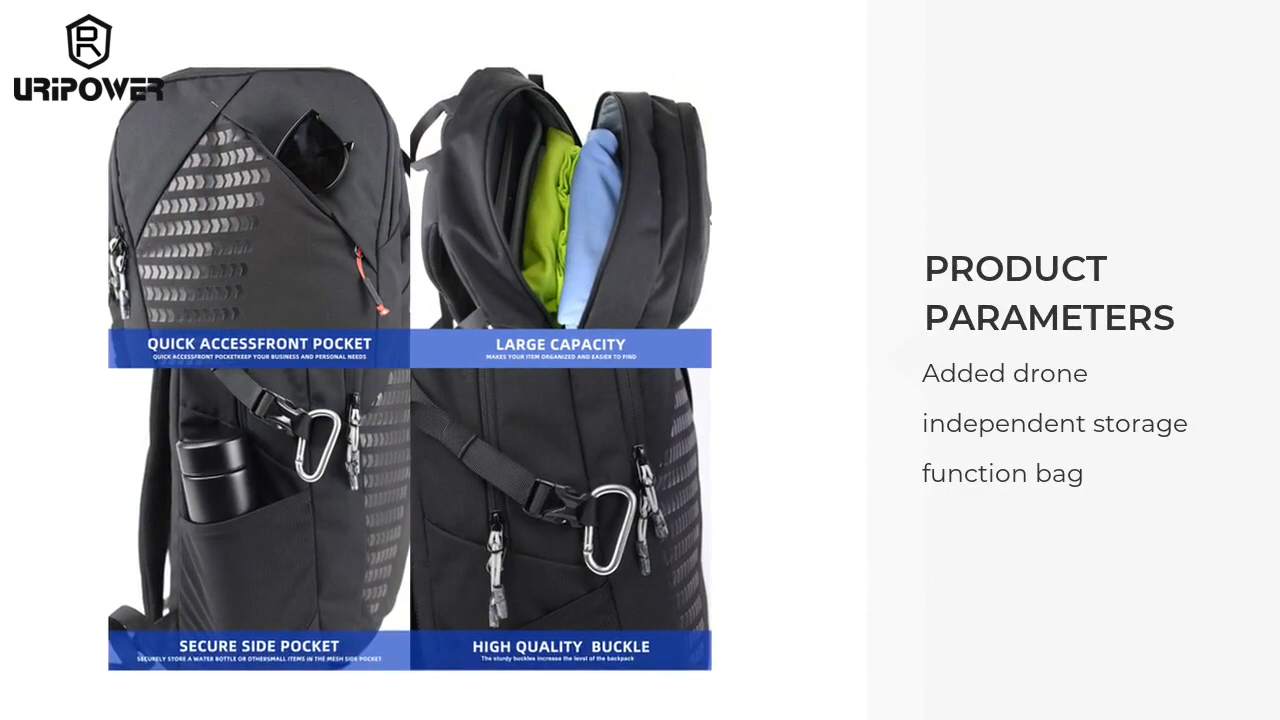 URIPOWER
QUICK ACCESSFRONT POCKET
QUICK ACCESSFRONT POCKETKEEP YOUR BUSINESS AND PERSONAL NEEDS
LARGE CAPACITY
MAKES YOUR ITEM ORGANIZED AND EASIER TO FIND
SECURE SIDE POCKET
SECURELY STORE A WATER BOTTLE OR OTHERSMALL ITEMS IN THE MESH SIDE POCKET
HIGH QUALITY BUCKLE
The sturdy buckles increase the level of the backpack
PRODUCT
PARAMETERS
Added drone
independent storage
function bag